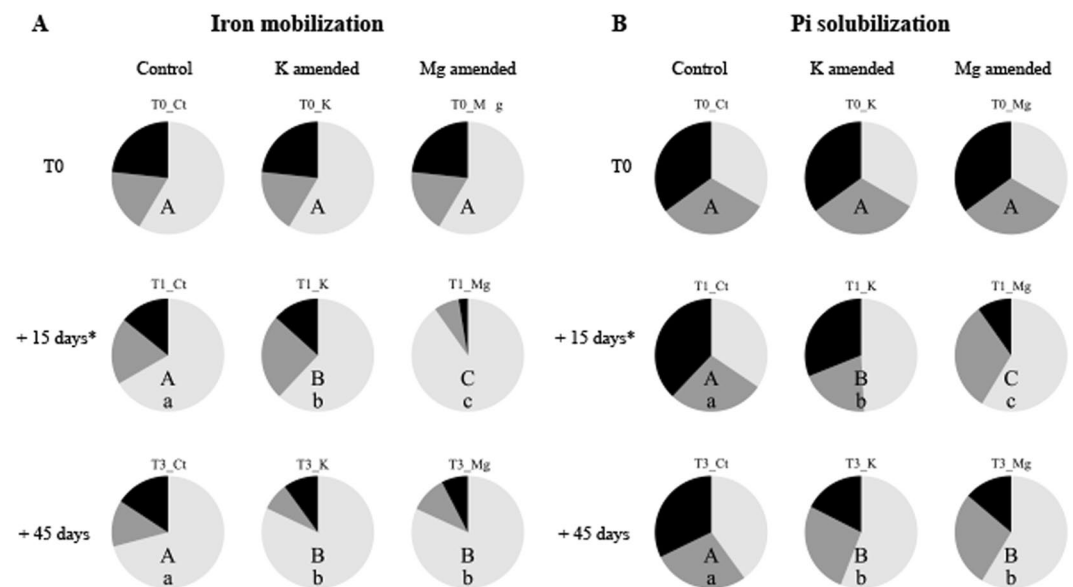 A Iron mobilization B Pi solubilization
Control K amended Mg amended Control K amended Mg amended
T0_Ct T0_K T0_M g T0_Ct T0_K T0_Mg
T0 T0
A A A A A A
T1_Ct T1_K T1_Mg T1_Ct T1_K T1_Mg
+ 15 days* + 15 days*
A B C A B C
a b c a b c
T3_Ct T3_K T3_Mg T3_Ct T3_K T3_Mg
+ 45 days + 45 days
A B B A B B
a b b a b b